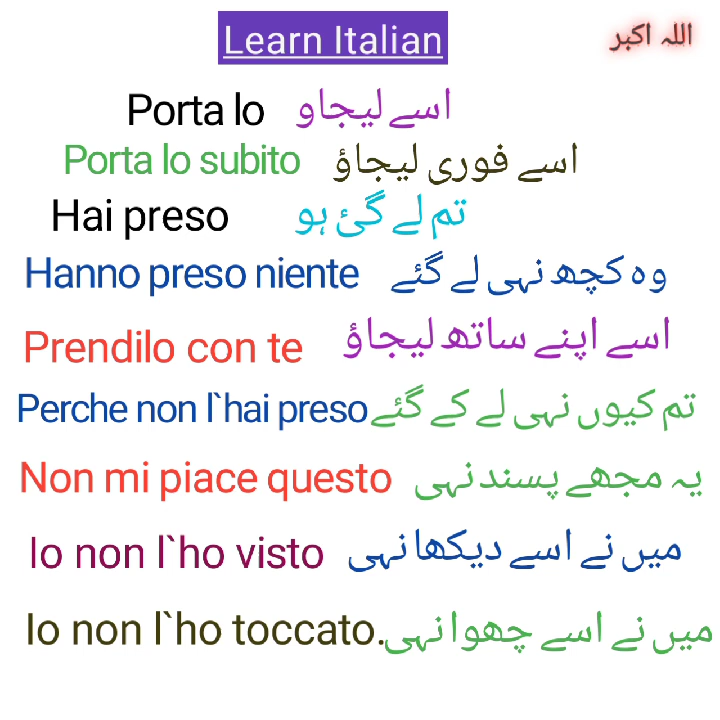 Learn Italian
اللہ اکبر
Porta lo اسے لیجاو
Porta lo subito اسے فوری لیجاؤ
Hai preso تم لے گئ ہو
Hanno preso niente وہ کچھ نہی لے گئے
Prendilo con te اسے اپنے ساتھ لیجاؤ
Perche non l`hai preso تم کیوں نہی لے کے گئے
Non mi piace questo یہ مجھے پسند نہی
Io non l`ho visto میں نے اسے دیکھا نہی
Io non l`ho toccato. میں نے اسے چھوا نہی